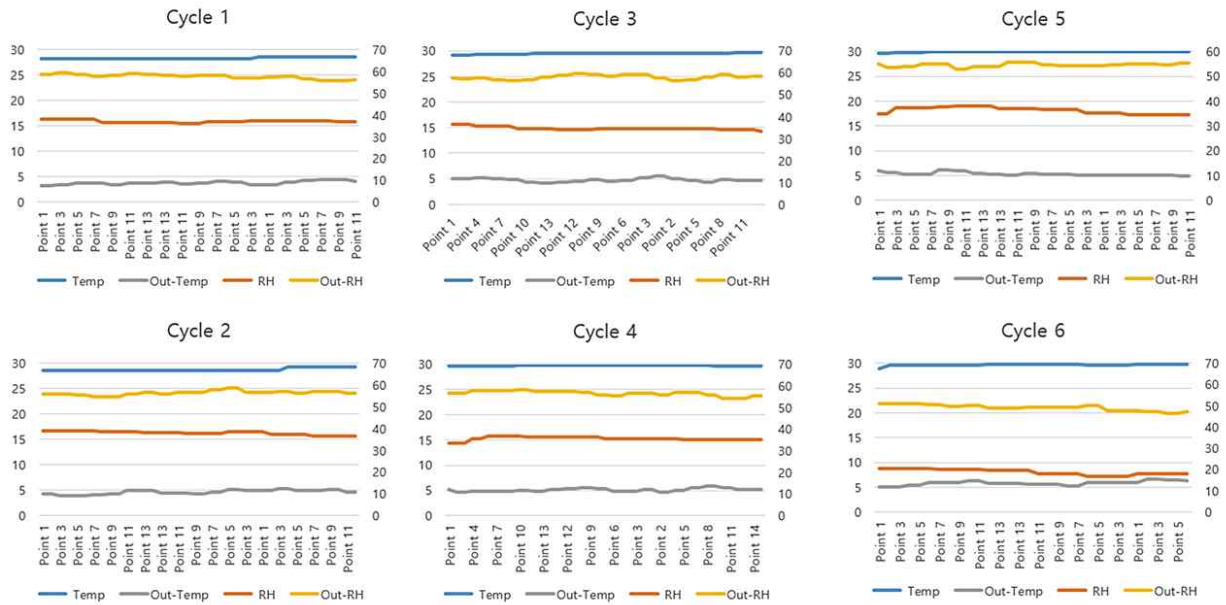 Cycle 1
30
25
20
15
10
5
0
70
60
50
40
30
20
10
0
Point 1
Point 3
Point 5
Point 7
Point 9
Point 11
Point 13
Point 13
Point 11
Point 9
Point 7
Point 5
Point 3
Point 1
Point 3
Point 5
Point 7
Point 9
Point 11
Temp Out-Temp RH Out-RH
Cycle 3
30
25
20
15
10
5
0
70
60
50
40
30
20
10
0
Point 1
Point 4
Point 7
Point 10
Point 13
Point 12
Point 9
Point 6
Point 3
Point 2
Point 5
Point 8
Point 11
Temp Out-Temp RH Out-RH
Cycle 5
30
25
20
15
10
5
0
60
50
40
30
20
10
0
Point 1
Point 3
Point 5
Point 7
Point 9
Point 11
Point 13
Point 13
Point 11
Point 9
Point 7
Point 5
Point 3
Point 1
Point 3
Point 5
Point 7
Point 9
Point 11
Temp Out-Temp RH Out-RH
Cycle 2
30
25
20
15
10
5
0
70
60
50
40
30
20
10
0
Point 1
Point 3
Point 5
Point 7
Point 9
Point 11
Point 13
Point 13
Point 11
Point 9
Point 7
Point 5
Point 3
Point 1
Point 3
Point 5
Point 7
Point 9
Point 11
Temp Out-Temp RH Out-RH
Cycle 4
30
25
20
15
10
5
0
70
60
50
40
30
20
10
0
Point 1
Point 4
Point 7
Point 10
Point 13
Point 12
Point 9
Point 6
Point 3
Point 2
Point 5
Point 8
Point 11
Point 14
Temp Out-Temp RH Out-RH
Cycle 6
30
25
20
15
10
5
0
70
60
50
40
30
20
10
0
Point 1
Point 3
Point 5
Point 7
Point 9
Point 11
Point 13
Point 13
Point 11
Point 9
Point 7
Point 5
Point 3
Point 1
Point 3
Point 5
Temp Out-Temp RH Out-RH